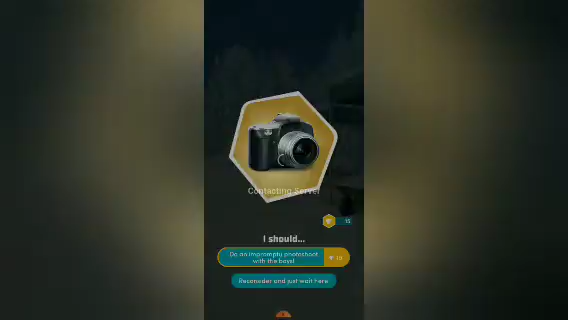 Contacting Server
15
I should...
Do an impromptu photoshoot
with the boys!
15
Reconsider and just wait here